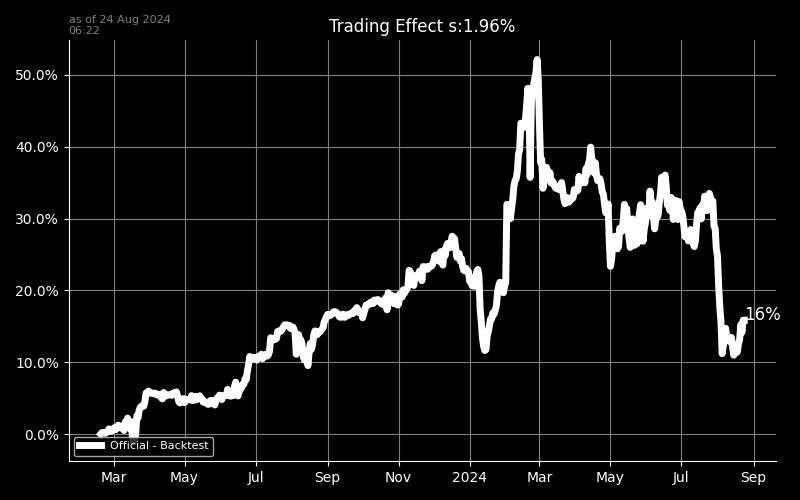 as of 24 Aug 2024
06:22
Trading Effect s:1.96%
50.0%
40.0%
30.0%
20.0%
10.0%
0.0%
16%
Official - Backtest
Mar May Jul Sep Nov 2024 Mar May Jul Sep